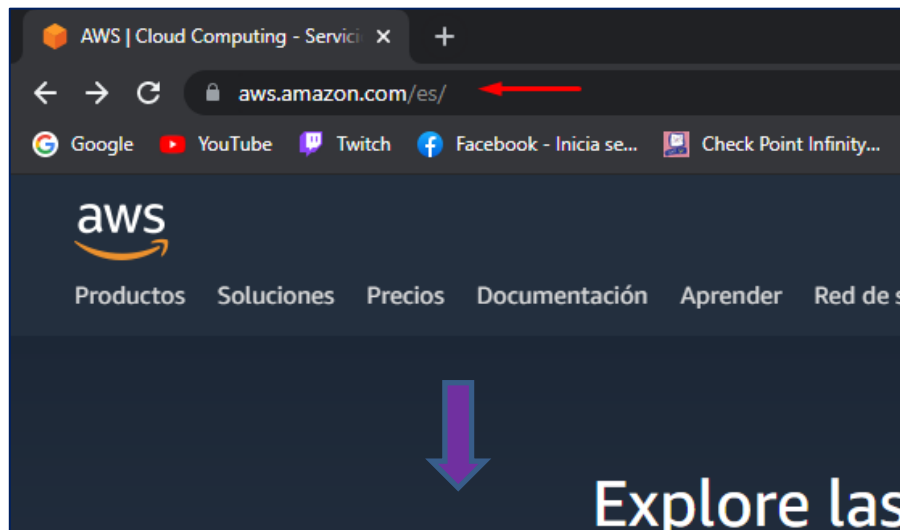 AWS | Cloud Computing - Servici
aws.amazon.com/es/
Google YouTube Twitch Facebook - Inicia se... Check Point Infinity...
aws
Productos Soluciones Precios Documentación Aprender Red de s
Explore las